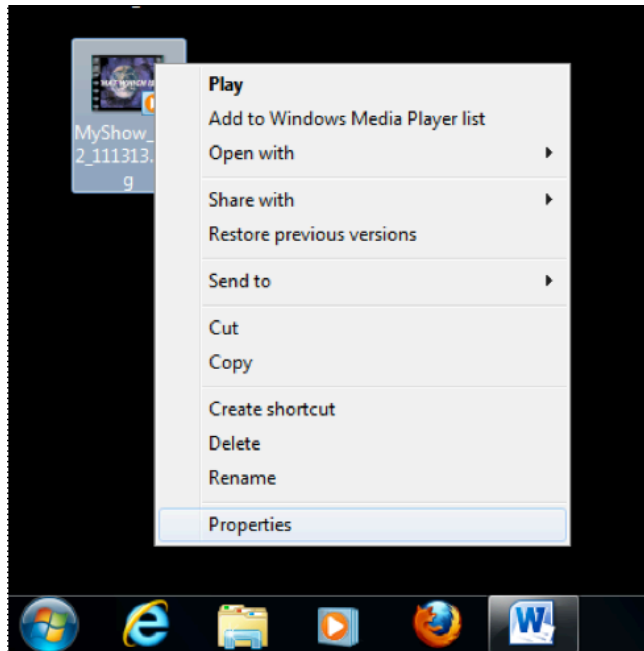 MyShow_
2_111313.
g
Play
Add to Windows Media Player list
Open with
Share with
Restore previous versions
Send to
Cut
Copy
Create shortcut
Delete
Rename
Properties
W